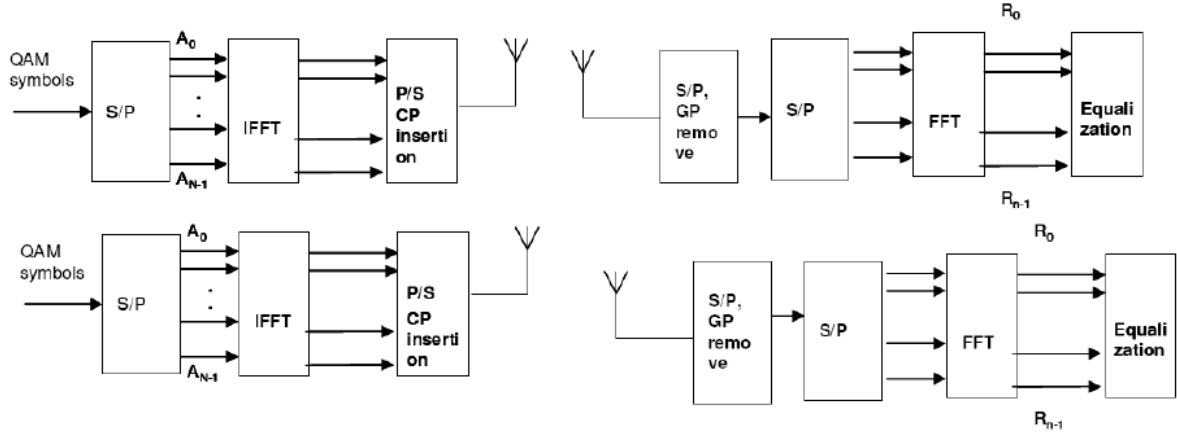 QAM
symbols
S/P
A0
AN-1
IFFT
P/S
CP
inserti
on
S/P,
GP
remo
ve
S/P
FFT
R0
Rn-1
Equali
zation
QAM
symbols
S/P
A0
AN-1
IFFT
P/S
CP
inserti
on
S/P,
GP
remo
ve
S/P
FFT
R0
Rn-1
Equali
zation